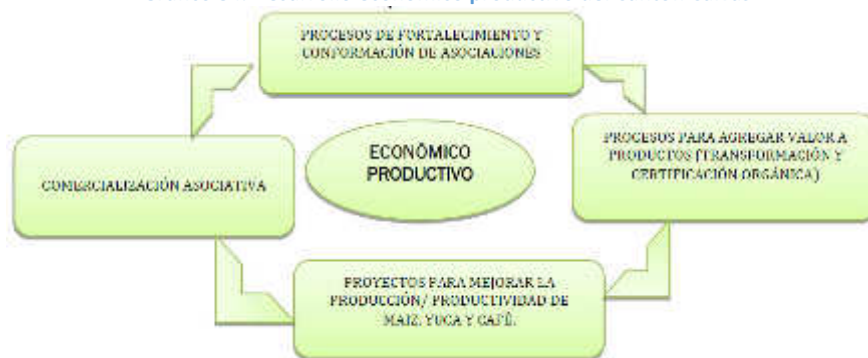 PROCESOS DE FORTALECIMIENTO Y
CONFORMACIÓN DE ASOCIACIONES
PROCESOS PARA AGREGAR VALOR A
PRODUCTOS (TRANSFORMACIÓN Y
CERTIFICACIÓN ORGÁNICA)
ECONÓMICO
PRODUCTIVO
COMERCIALIZACIÓN ASOCIATIVA
PROYECTOS PARA MEJORAR LA
PRODUCCIÓN/ PRODUCTIVIDAD DE
MAIZ, YUCA Y CAFÉ.